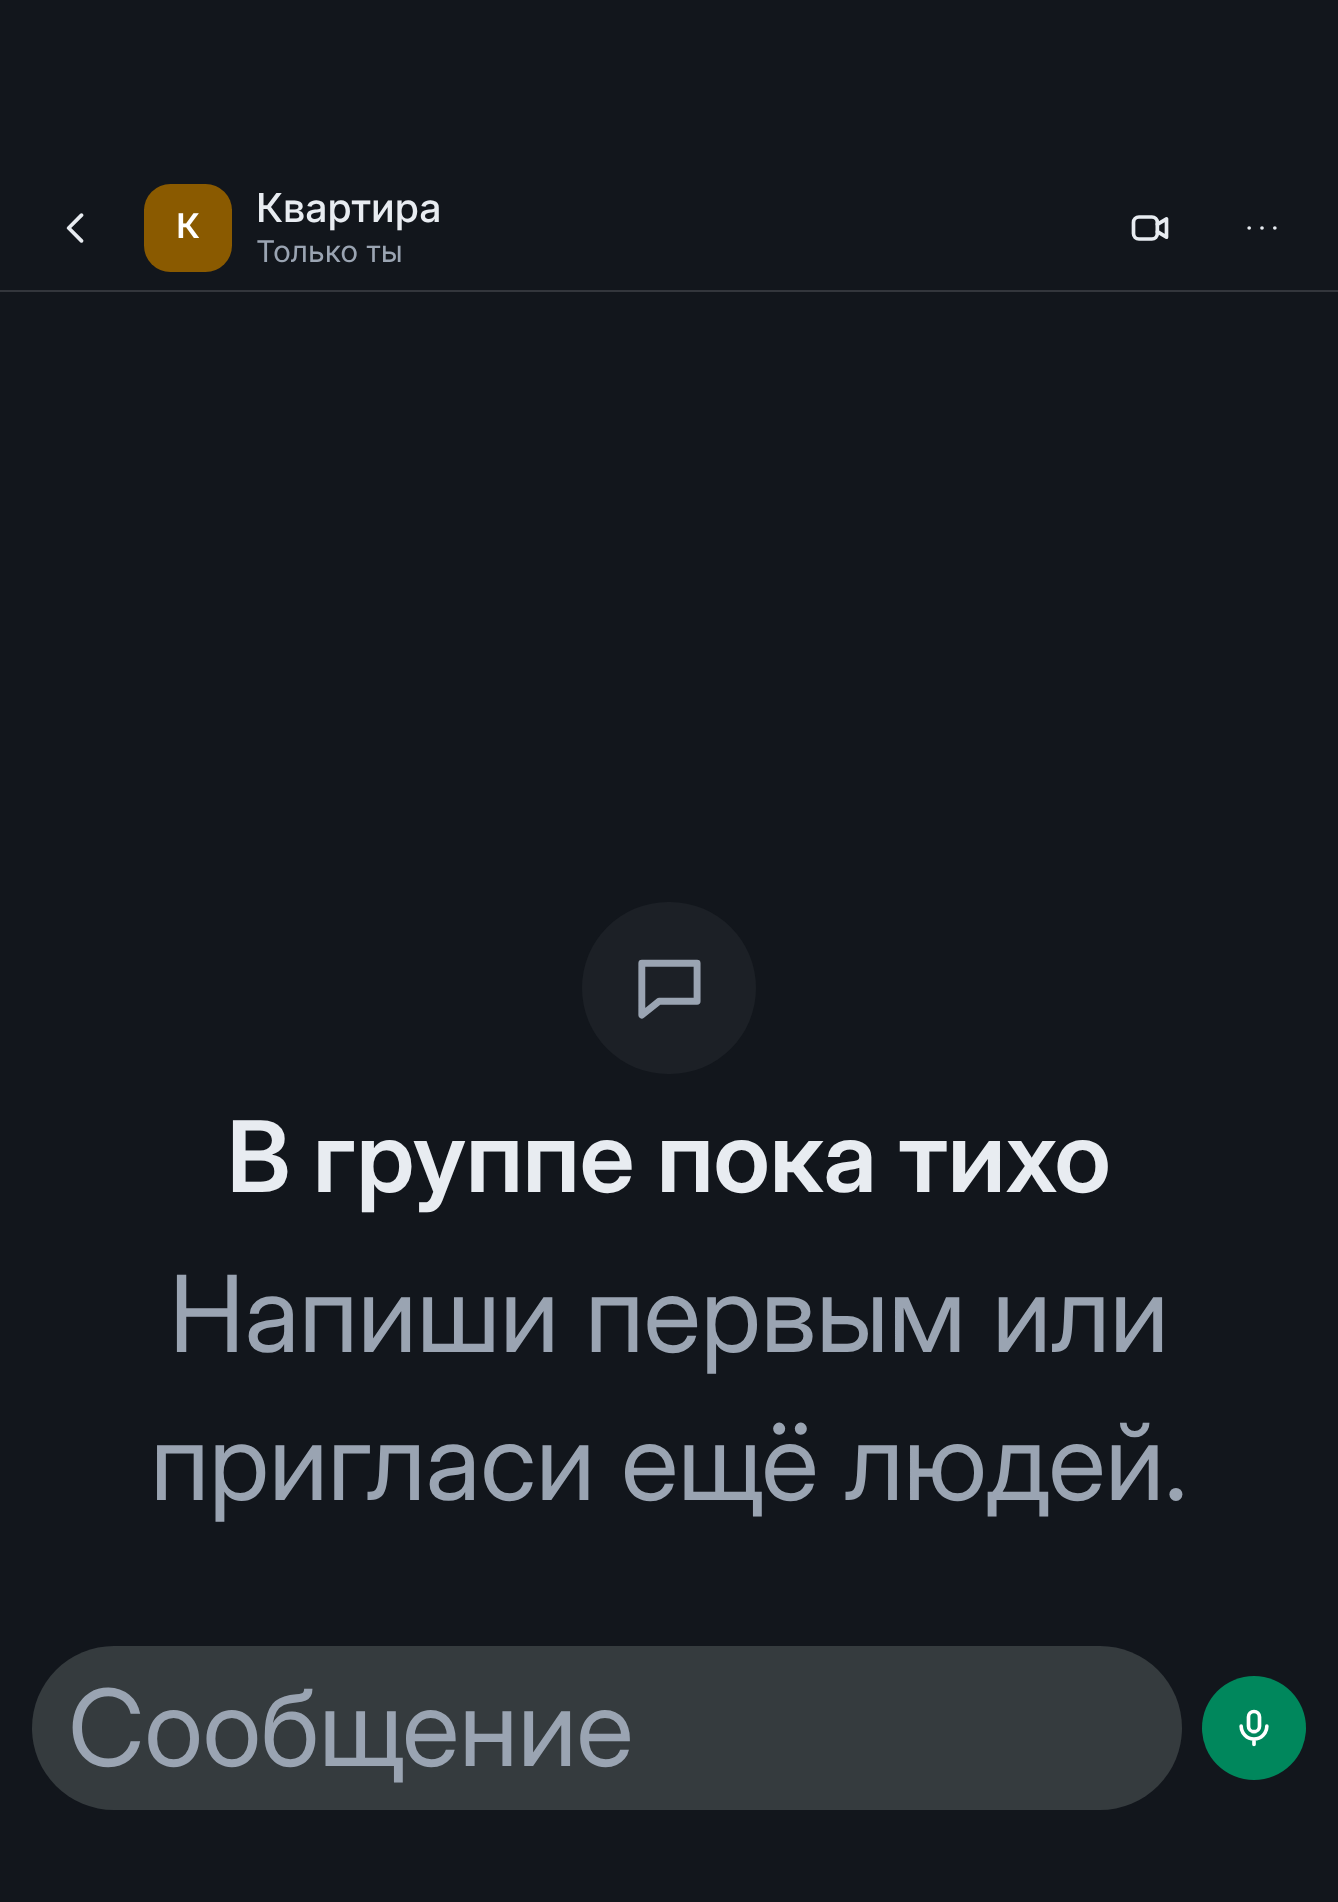 К
Квартира
Только ты
В группе пока тихо
Напиши первым или
пригласи ещё людей.
Сообщение